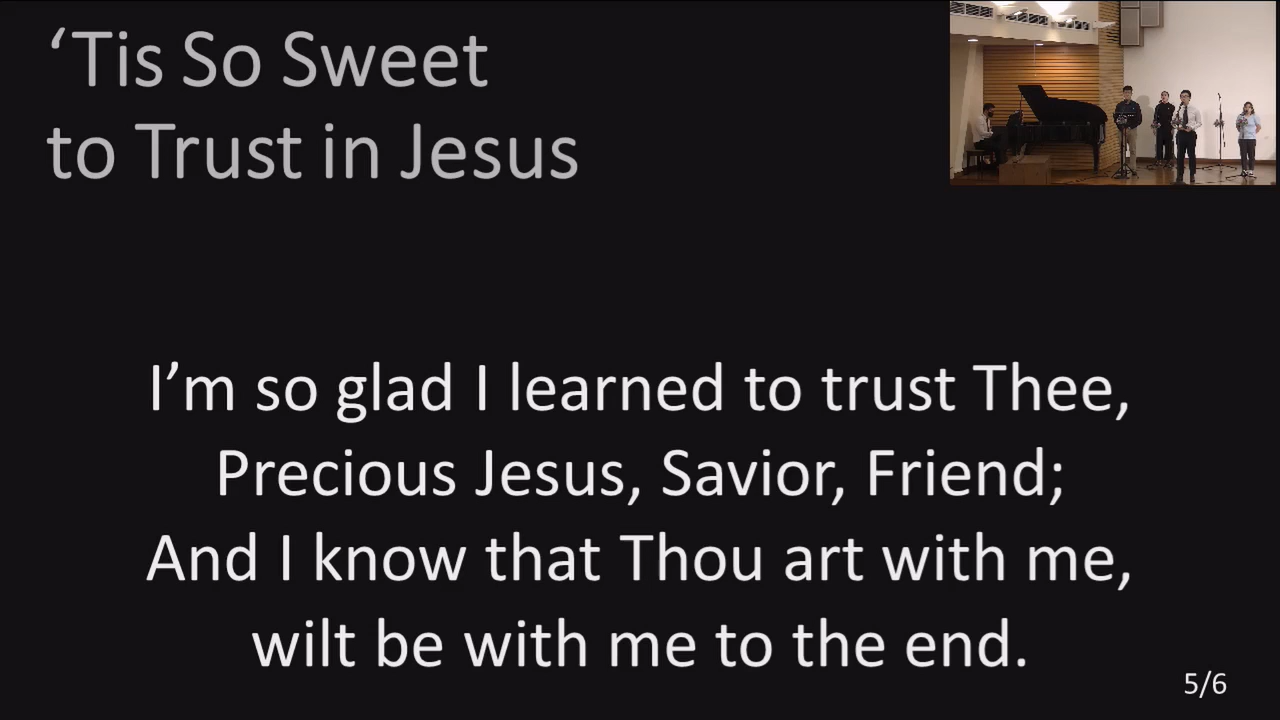 ‘Tis So Sweet
to Trust in Jesus
I’m so glad I learned to trust Thee,
Precious Jesus, Savior, Friend;
And I know that Thou art with me,
wilt be with me to the end.
5/6